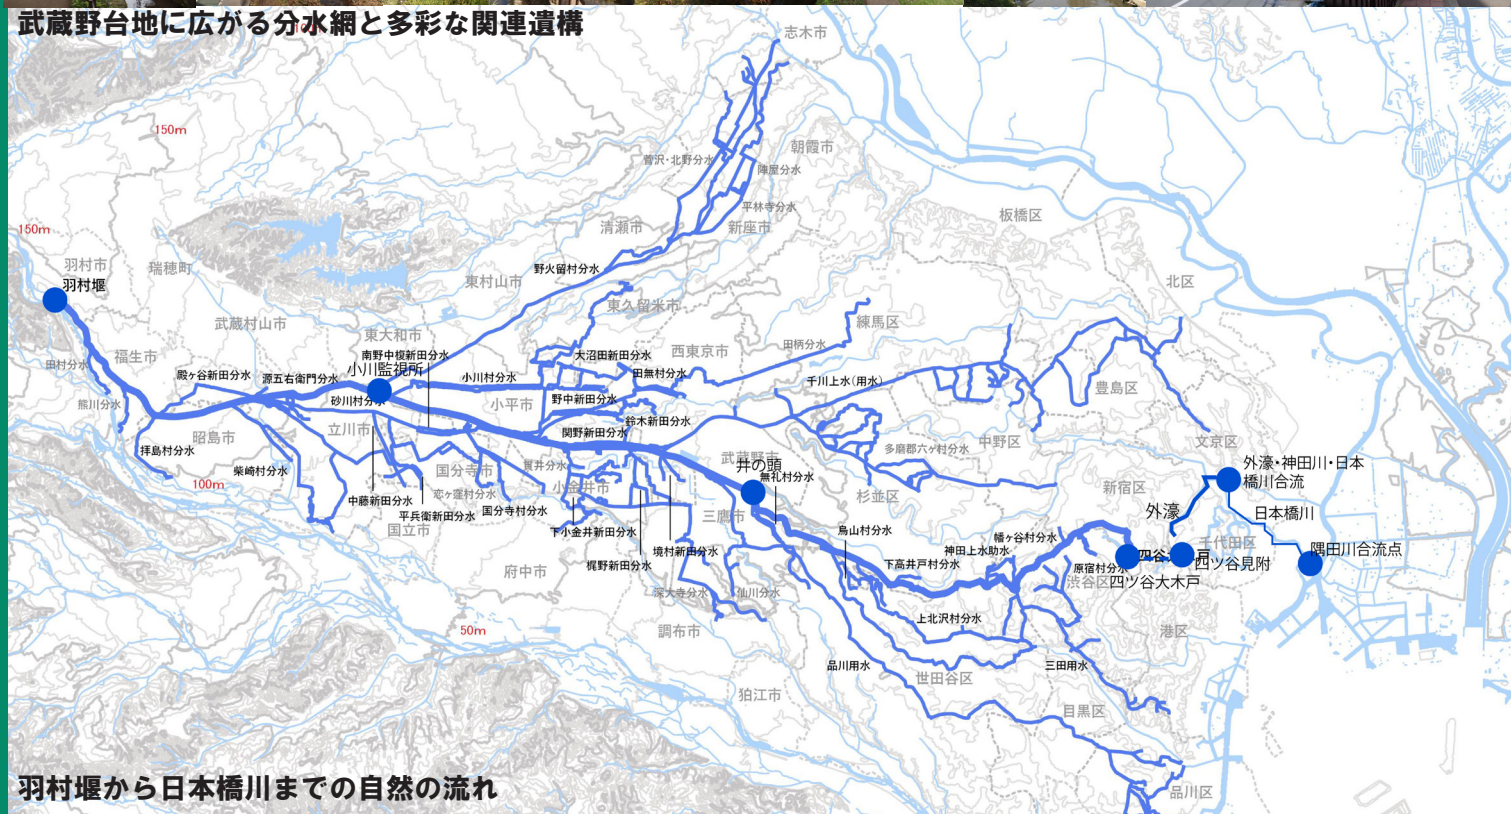 武蔵野台地に広がる分水網と多彩な関連遺構
志木市
150m
朝霞市
菅沢・北野分水
陣屋分水
平林寺分水
板橋区
150m
清瀬市
新座市
羽村市
瑞穂町
野火留村分水
羽村堰
東村山市
北区
東久留米市
武蔵村山市
練馬区
東大和市
田柄分水
福生市
南野中榎新田分水
大沼田新田分水
西東京市
田村分水
小川監視所
殿ヶ谷新田分水
源五右衛門分水
小川村分水
田無村分水
千川上水(用水)
豊島区
熊川分水
砂川村分水
小平市
野中新田分水
鈴木新田分水
昭島市
立川市
関野新田分水
中野区
文京区
拝島村分水
多磨郡六ヶ村分水
武蔵野市
柴崎村分水
国分寺市
貫井分水
井の頭
外濠・神田川・日本
橋川合流
無礼村分水
100m
小金井市
新宿区
恋ヶ窪村分水
杉並区
中藤新田分水
国分寺村分水
外濠
日本橋川
平兵衛新田分水
三鷹市
国立市
下小金井新田分水
烏山村分水
幡ヶ谷村分水
千代田区
境村新田分水
神田上水助水
隅田川合流点
四谷大木戸
四ツ谷見附
梶野新田分水
下高井戸村分水
原宿村分水
府中市
渋谷区
四ツ谷大木戸
深大寺分水
仙川分水
上北沢村分水
50m
調布市
港区
品川用水
三田用水
世田谷区
狛江市
目黒区
羽村堰から日本橋川までの自然の流れ
品川区